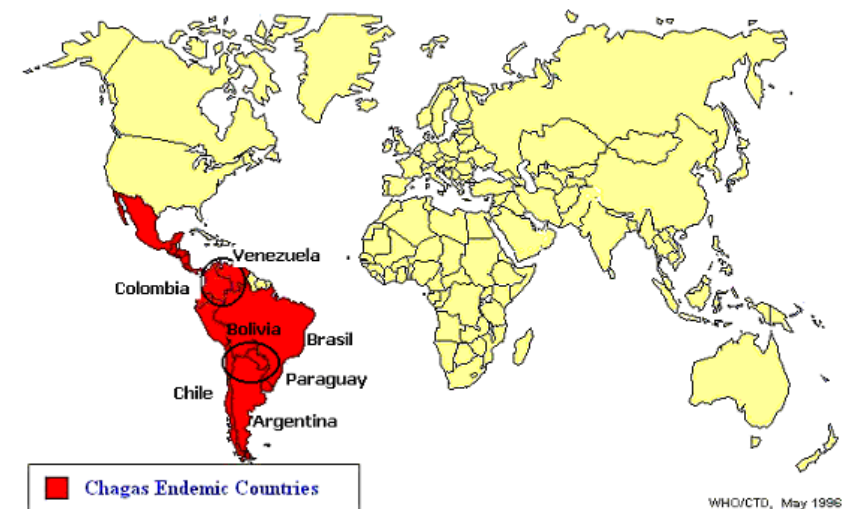 Venezuela
Colombia
Bolivia
Brasil
Paraguay
Chile
Argentina
Chagas Endemic Countries
WHO/CTD, May 1996